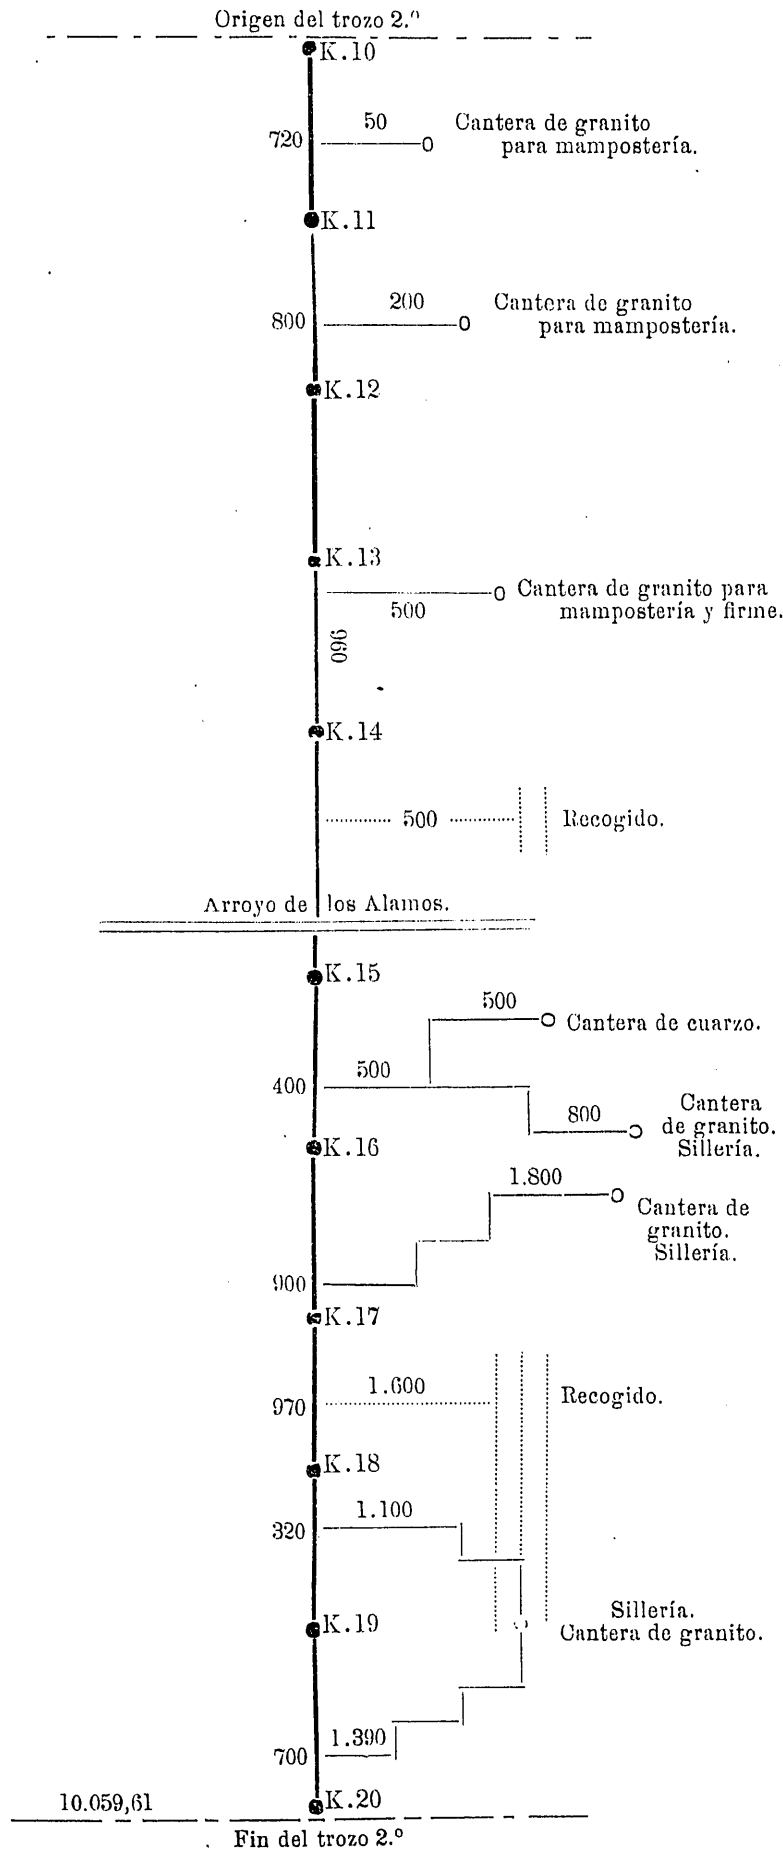 Origen del trozo 2.º
K.10
50
Cantera de granito
para mampostería.
720
K.11
200
Cantera de granito
para mampostería.
800
K.12
K.13
Cantera de granito para
mampostería y firme.
500
960
K.14
500
Recogido.
Arroyo de los Alamos.
K.15
500
Cantera de cuarzo.
500
400
800
Cantera
de granito.
Sillería.
K.16
1.800
Cantera de
granito.
Sillería.
900
K.17
1.600
Recogido.
970
K.18
1.100
320
Sillería.
K.19
Cantera de granito.
1.390
700
10.059,61
K.20
Fin del trozo 2.º